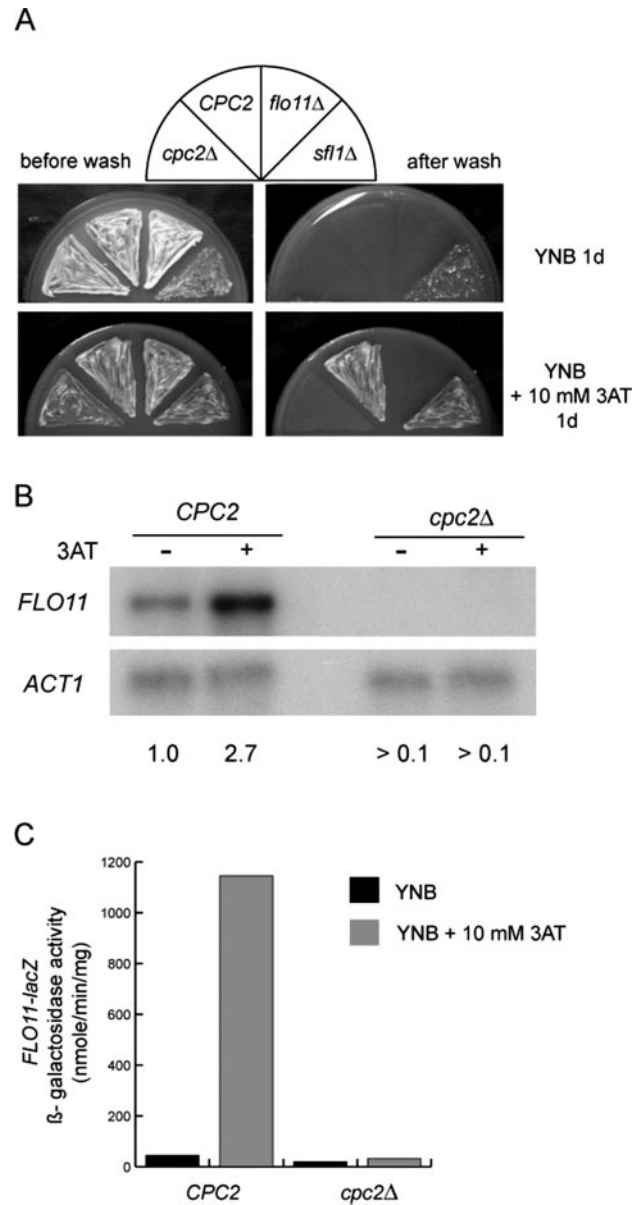 A
CPC2
flo11Δ
cpc2Δ
sfl1Δ
before wash
after wash
YNB 1d
YNB
+ 10 mM 3AT
1d
B
CPC2
cpc2Δ
3AT - + - +
FLO11
ACT1
1.0 2.7 > 0.1 > 0.1
C
FLO11-lacZ
ß- galactosidase activity
(nmole/min/mg)
1200
1000
800
600
400
200
0
YNB
YNB + 10 mM 3AT
CPC2
cpc2Δ